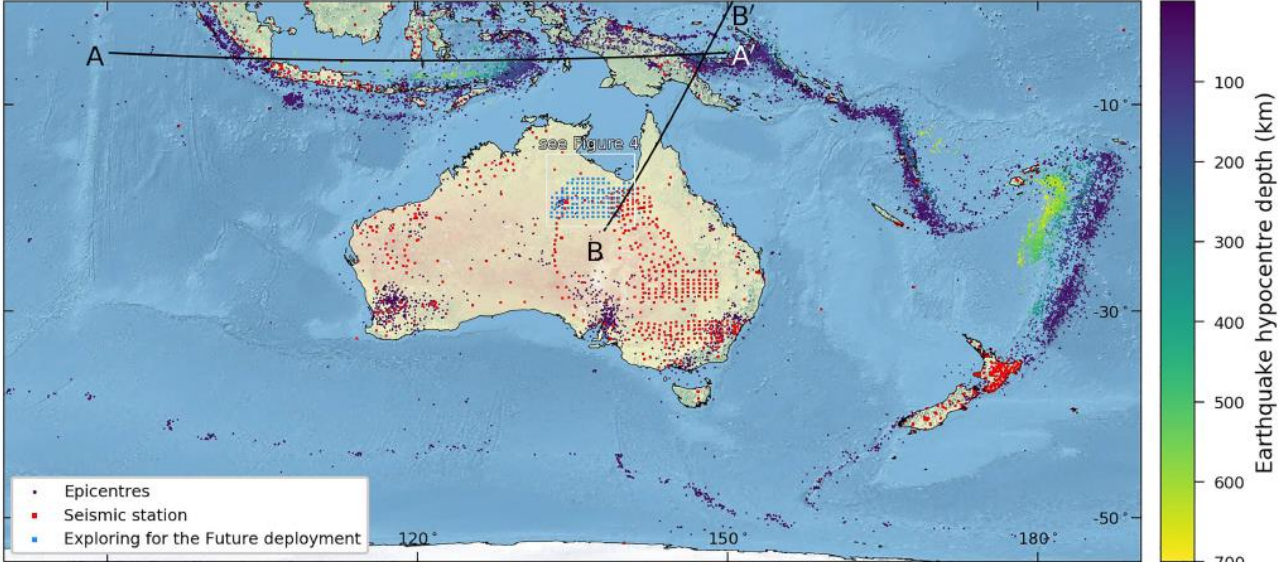 B′
A
A′
-10°
see Figure 4
B
-30°
-50°
120°
150°
180°
Epicentres
Seismic station
Exploring for the Future deployment
100
200
300
400
500
600
700
Earthquake hypocentre depth (km)